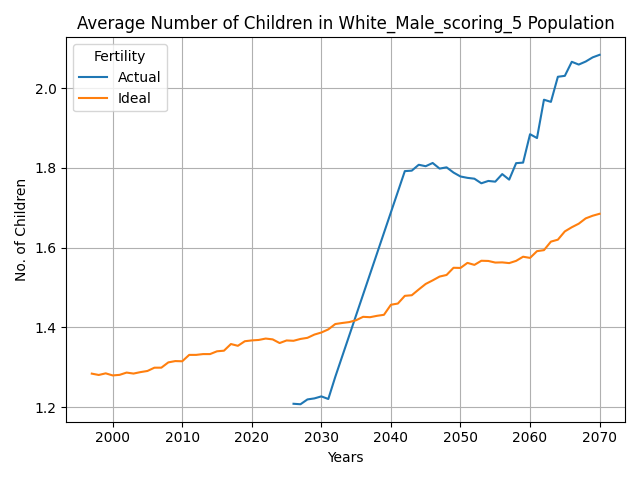 Average Number of Children in White_Male_scoring_5 Population
Fertility
Actual
Ideal
No. of Children
2.0
1.8
1.6
1.4
1.2
2000 2010 2020 2030 2040 2050 2060 2070
Years